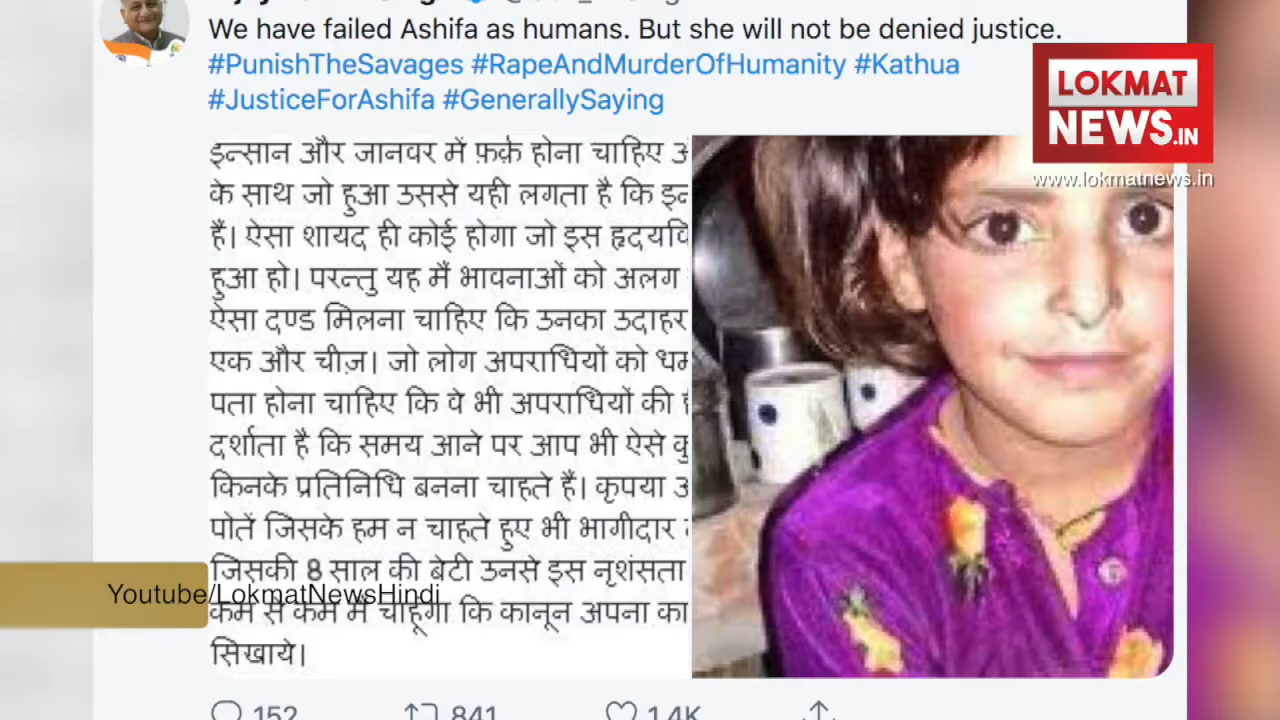 We have failed Ashifa as humans. But she will not be denied justice.
#PunishTheSavages #RapeAndMurderOfHumanity #Kathua
#JusticeForAshifa #GenerallySaying
LOKMAT
NEWS.IN
www.lokmatnews.in
इन्सान और जानवर में फ़र्क़ होना चाहिए
के साथ जो हुआ उससे यही लगता है कि
हैं। ऐसा शायद ही कोई होगा जो इस
हुआ हो। परन्तु यह मैं भावनाओं को अलग
ऐसा दण्ड मिलना चाहिए कि उनका
एक और चीज़। जो लोग अपराधियों को
पता होना चाहिए कि वे भी अपराधियों की
दर्शाता है कि समय आने पर आप भी ऐसे
किनके प्रतिनिधि बनना चाहते हैं। कृपया
पोतें जिसके हम न चाहते हुए भी भागीदार
जिसकी 8 साल की बेटी उनसे इस नृशंसता
Youtube/LokmatNewsHindi
कम से कम मैं चाहूंगा कि कानून अपना
सिखाये।
152 841 1.4K